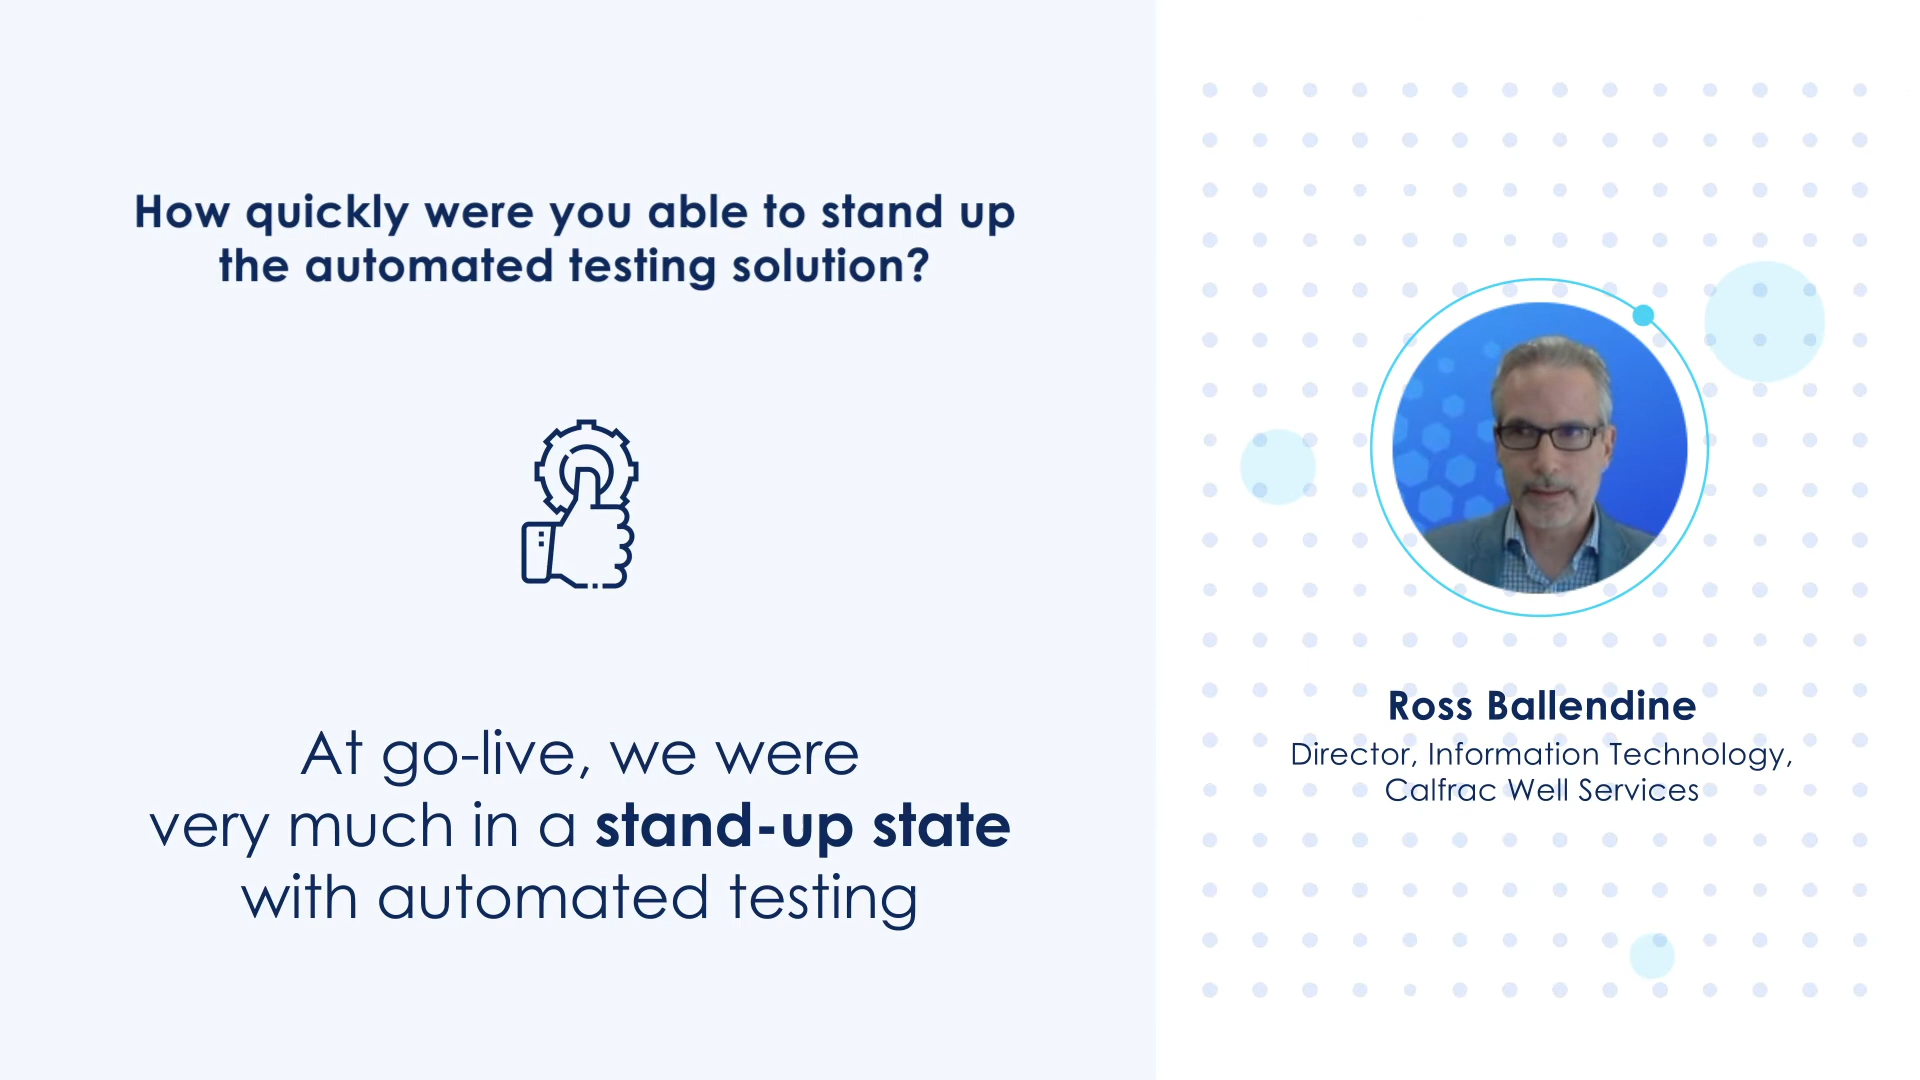 How quickly were you able to stand up
the automated testing solution?
At go-live, we were
very much in a stand-up state
with automated testing
Ross Ballendine
Director, Information Technology,
Calfrac Well Services